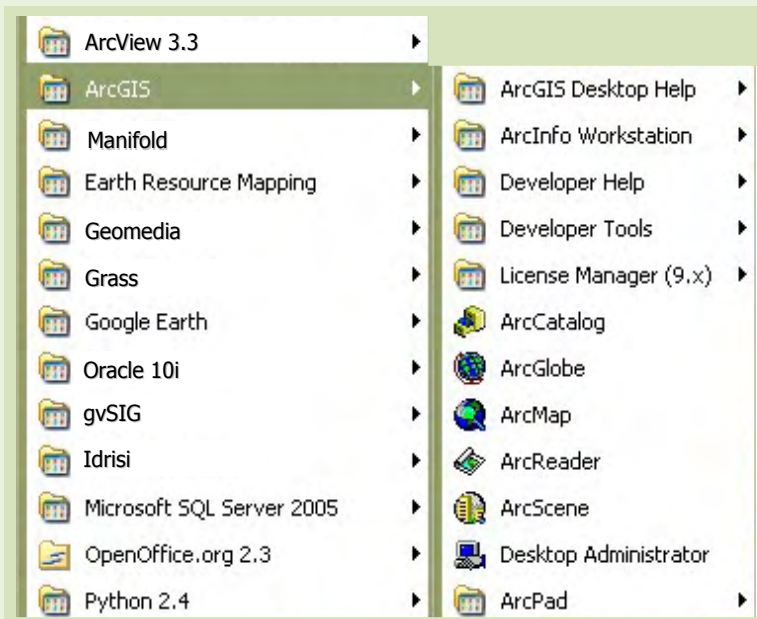 ArcView 3.3
ArcGIS
Manifold
Earth Resource Mapping
Geomedia
Grass
Google Earth
Oracle 10i
gvSIG
Idrisi
Microsoft SQL Server 2005
OpenOffice.org 2.3
Python 2.4
ArcGIS Desktop Help
ArcInfo Workstation
Developer Help
Developer Tools
License Manager (9.x)
ArcCatalog
ArcGlobe
ArcMap
ArcReader
ArcScene
Desktop Administrator
ArcPad